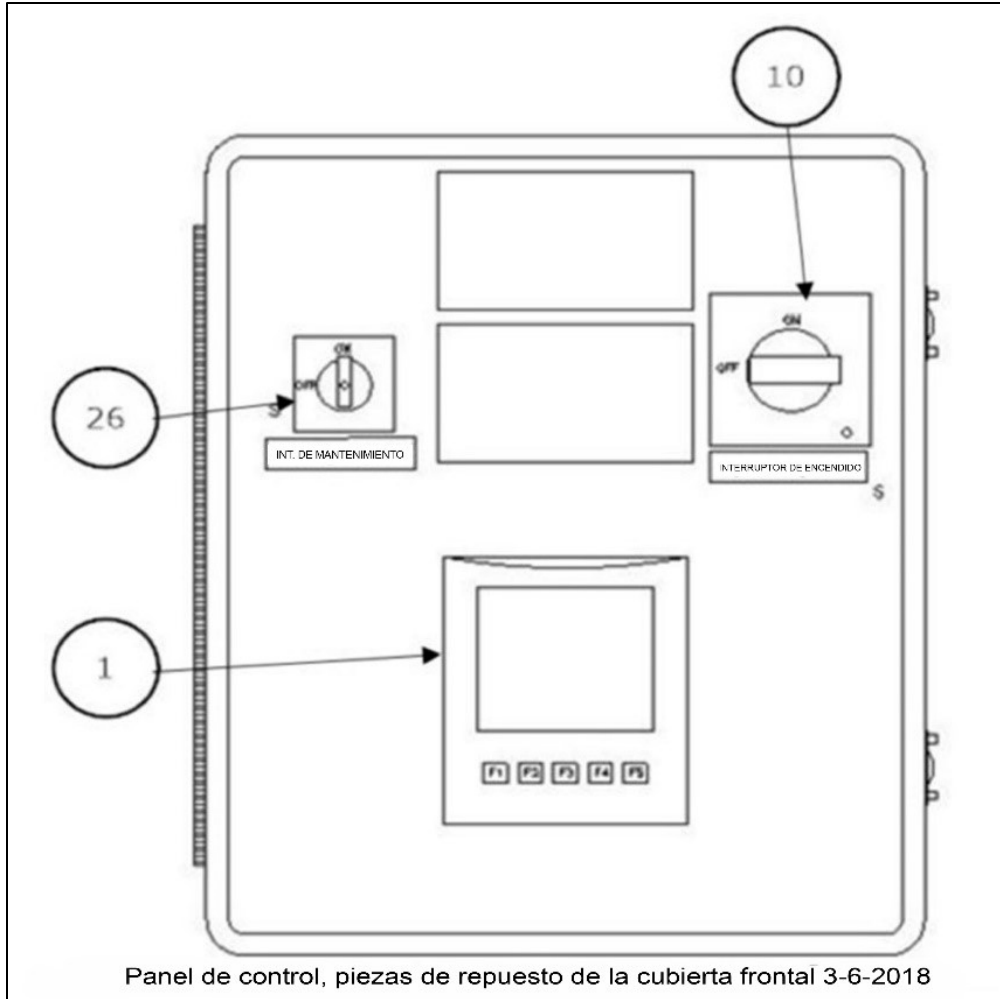 10
ON
OFF
ON
OFF
26
S
INT. DE MANTENIMIENTO
INTERRUPTOR DE ENCENDIDO
S
1
F1 F2 F3 F4 F5
Panel de control, piezas de repuesto de la cubierta frontal 3-6-2018